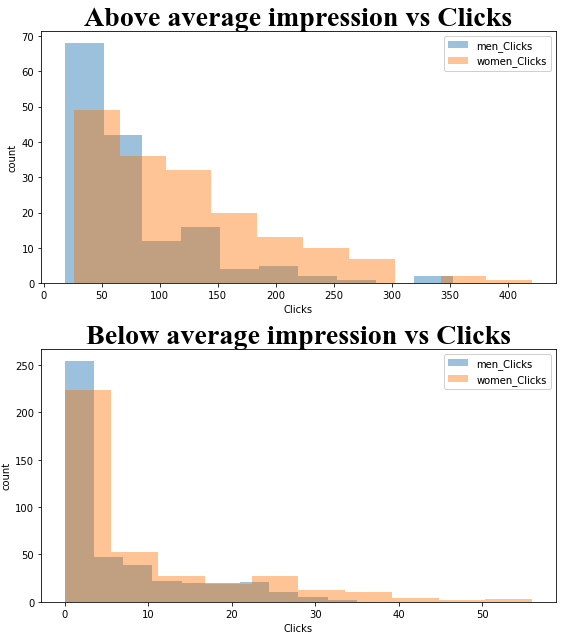 Above average impression vs Clicks
men_Clicks
women_Clicks
70
60
50
40
30
20
10
0
count
0 50 100 150 200 250 300 350 400
Clicks
Below average impression vs Clicks
men_Clicks
women_Clicks
250
200
150
100
50
0
count
0 10 20 30 40 50
Clicks